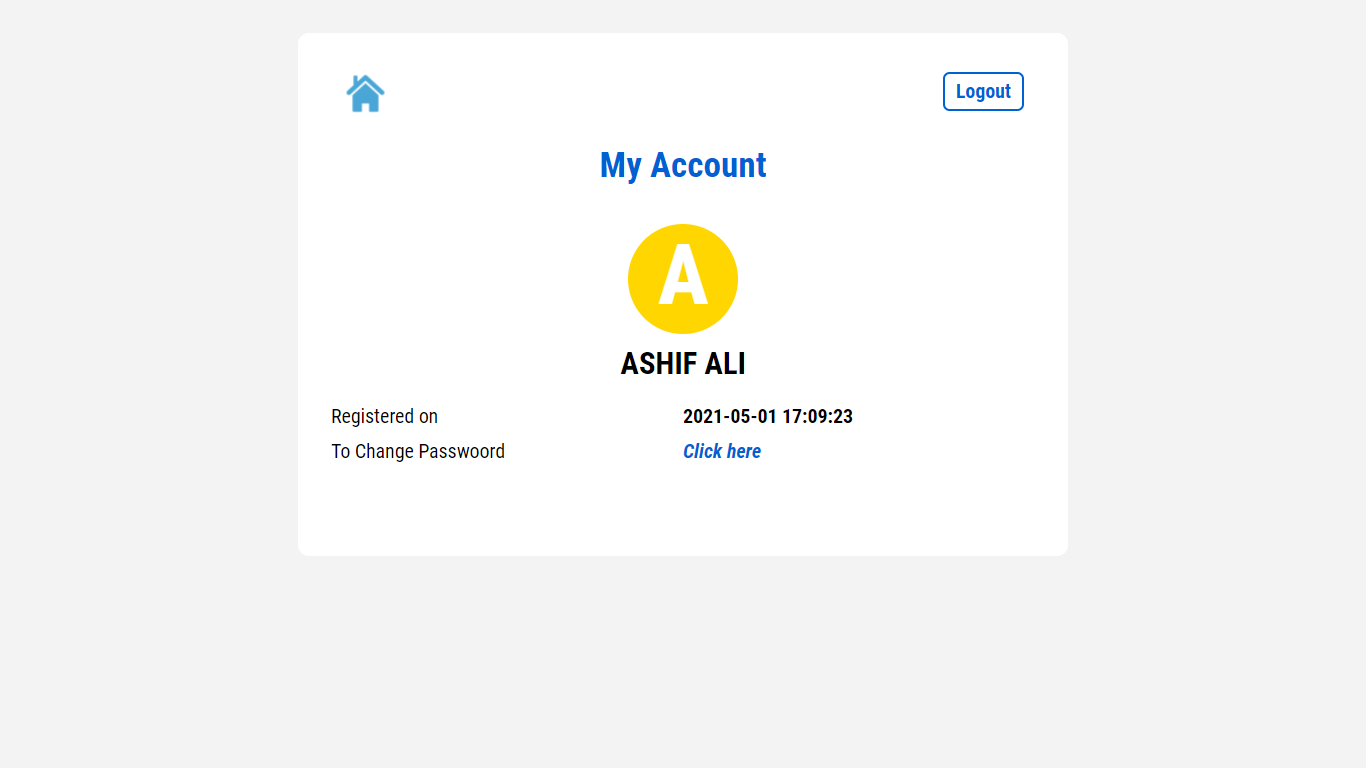 Logout
My Account
A
ASHIF ALI
Registered on 2021-05-01 17:09:23
To Change Passwoord Click here